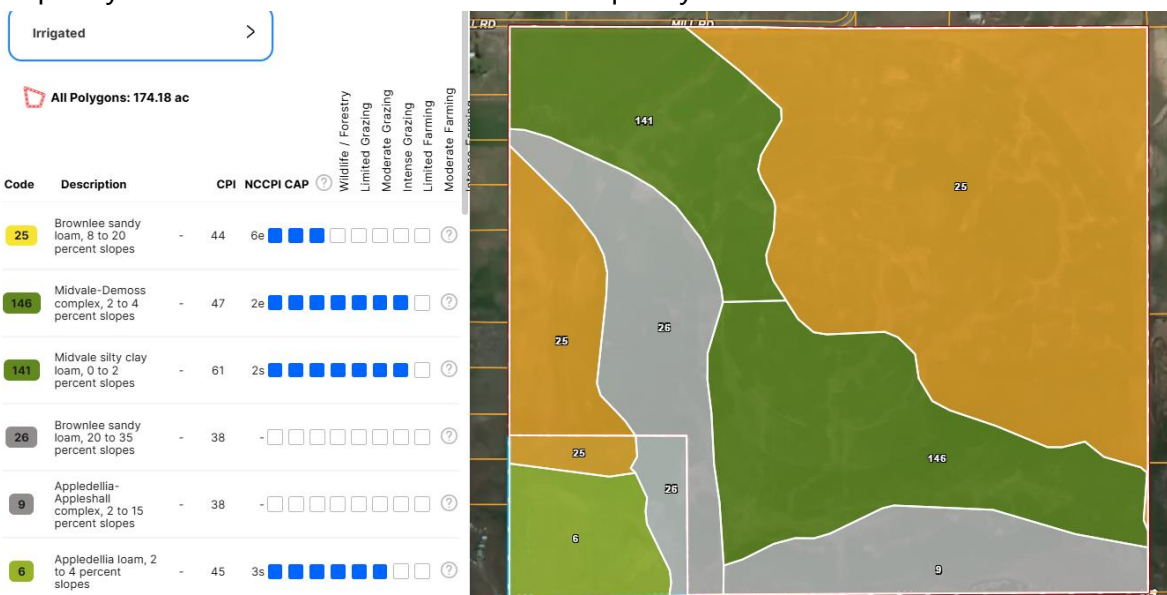 Irrigated >
All Polygons: 174.18 ac
Wildlife / Forestry
Limited Grazing
Moderate Grazing
Intense Grazing
Limited Farming
Moderate Farming
Code Description CPI NCCPI CAP ?
25 Brownlee sandy - 44 6e ?
loam, 8 to 20
percent slopes
146 Midvale-Demoss - 47 2e ?
complex, 2 to 4
percent slopes
141 Midvale silty clay - 61 2s ?
loam, 0 to 2
percent slopes
26 Brownlee sandy - 38 - ?
loam, 20 to 35
percent slopes
9 Appledellia- - 38 - ?
Appleshall
complex, 2 to 15
percent slopes
6 Appledellia loam, 2 - 45 3s ?
to 4 percent
slopes
RD
MILL RD
141
25
26
25
25
146
26
6
9